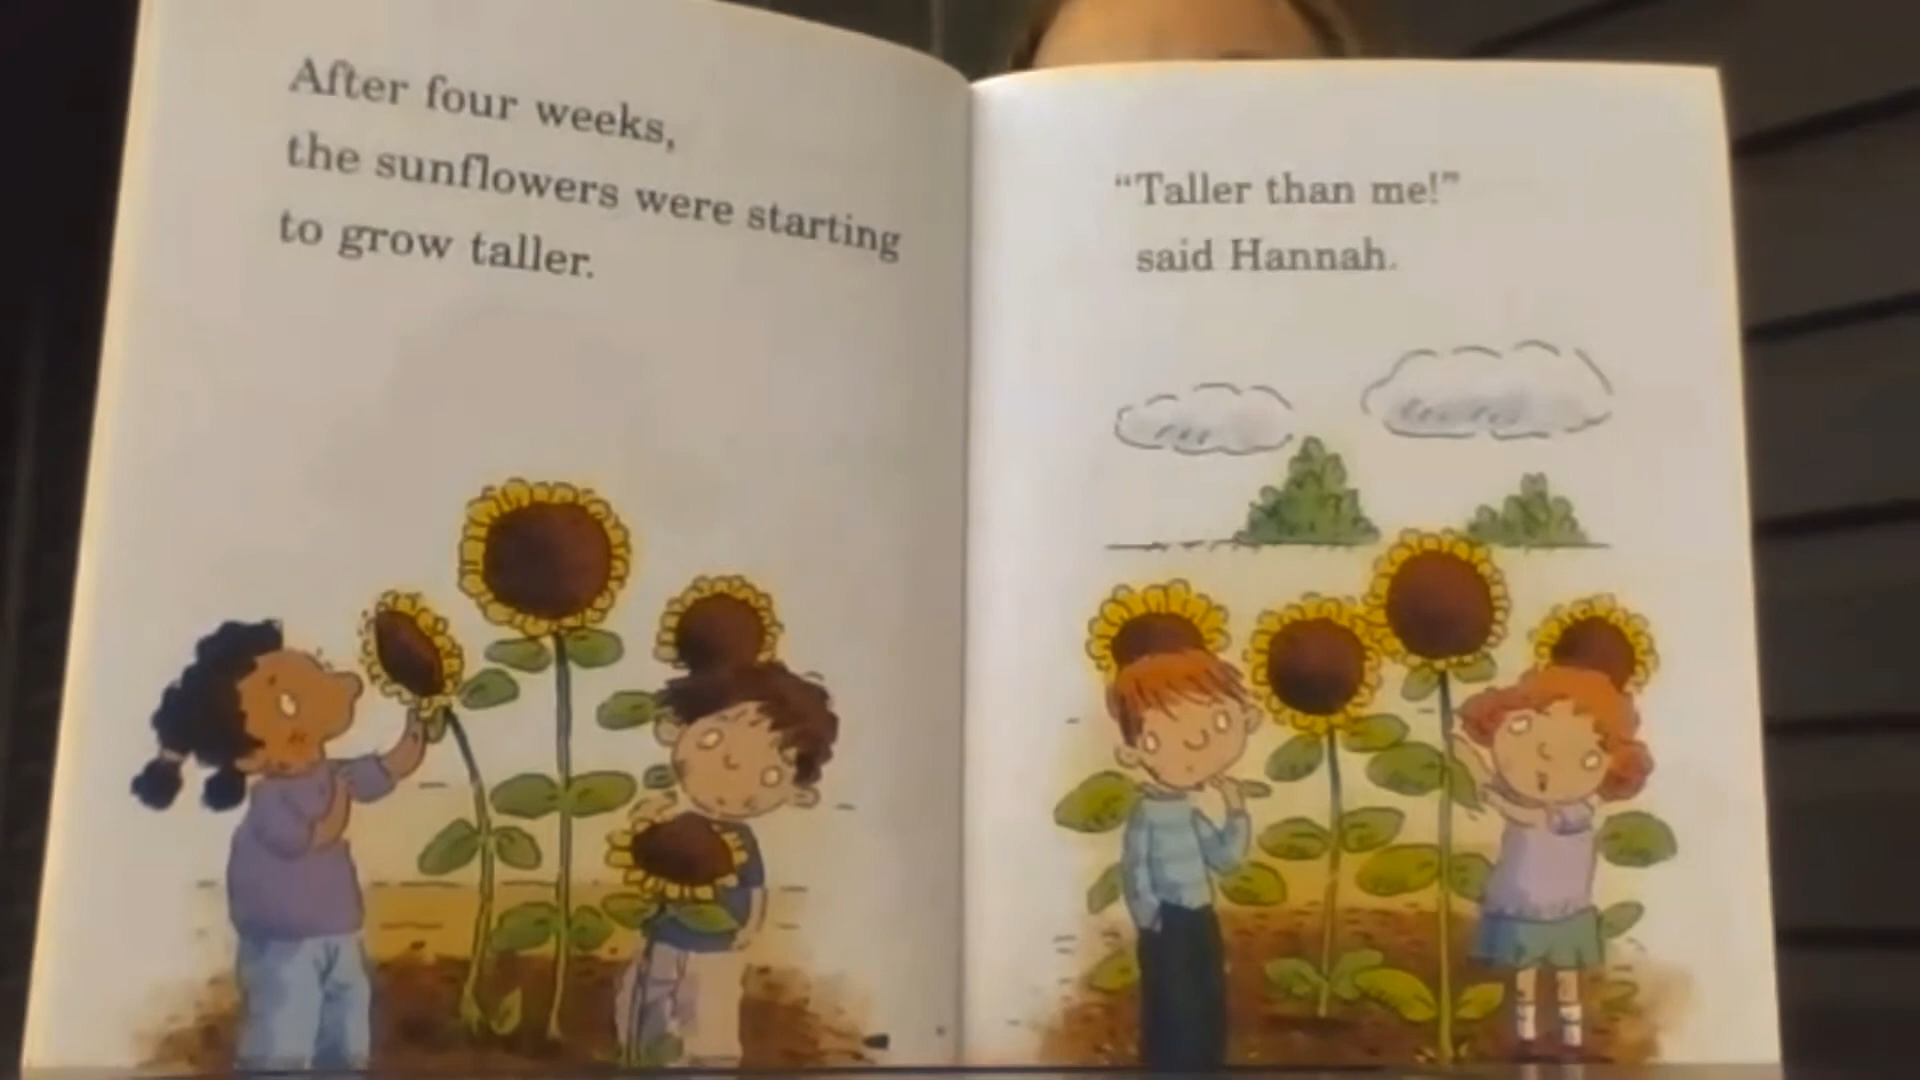 After four weeks,
the sunflowers were starting
to grow taller.
“Taller than me!”
said Hannah.